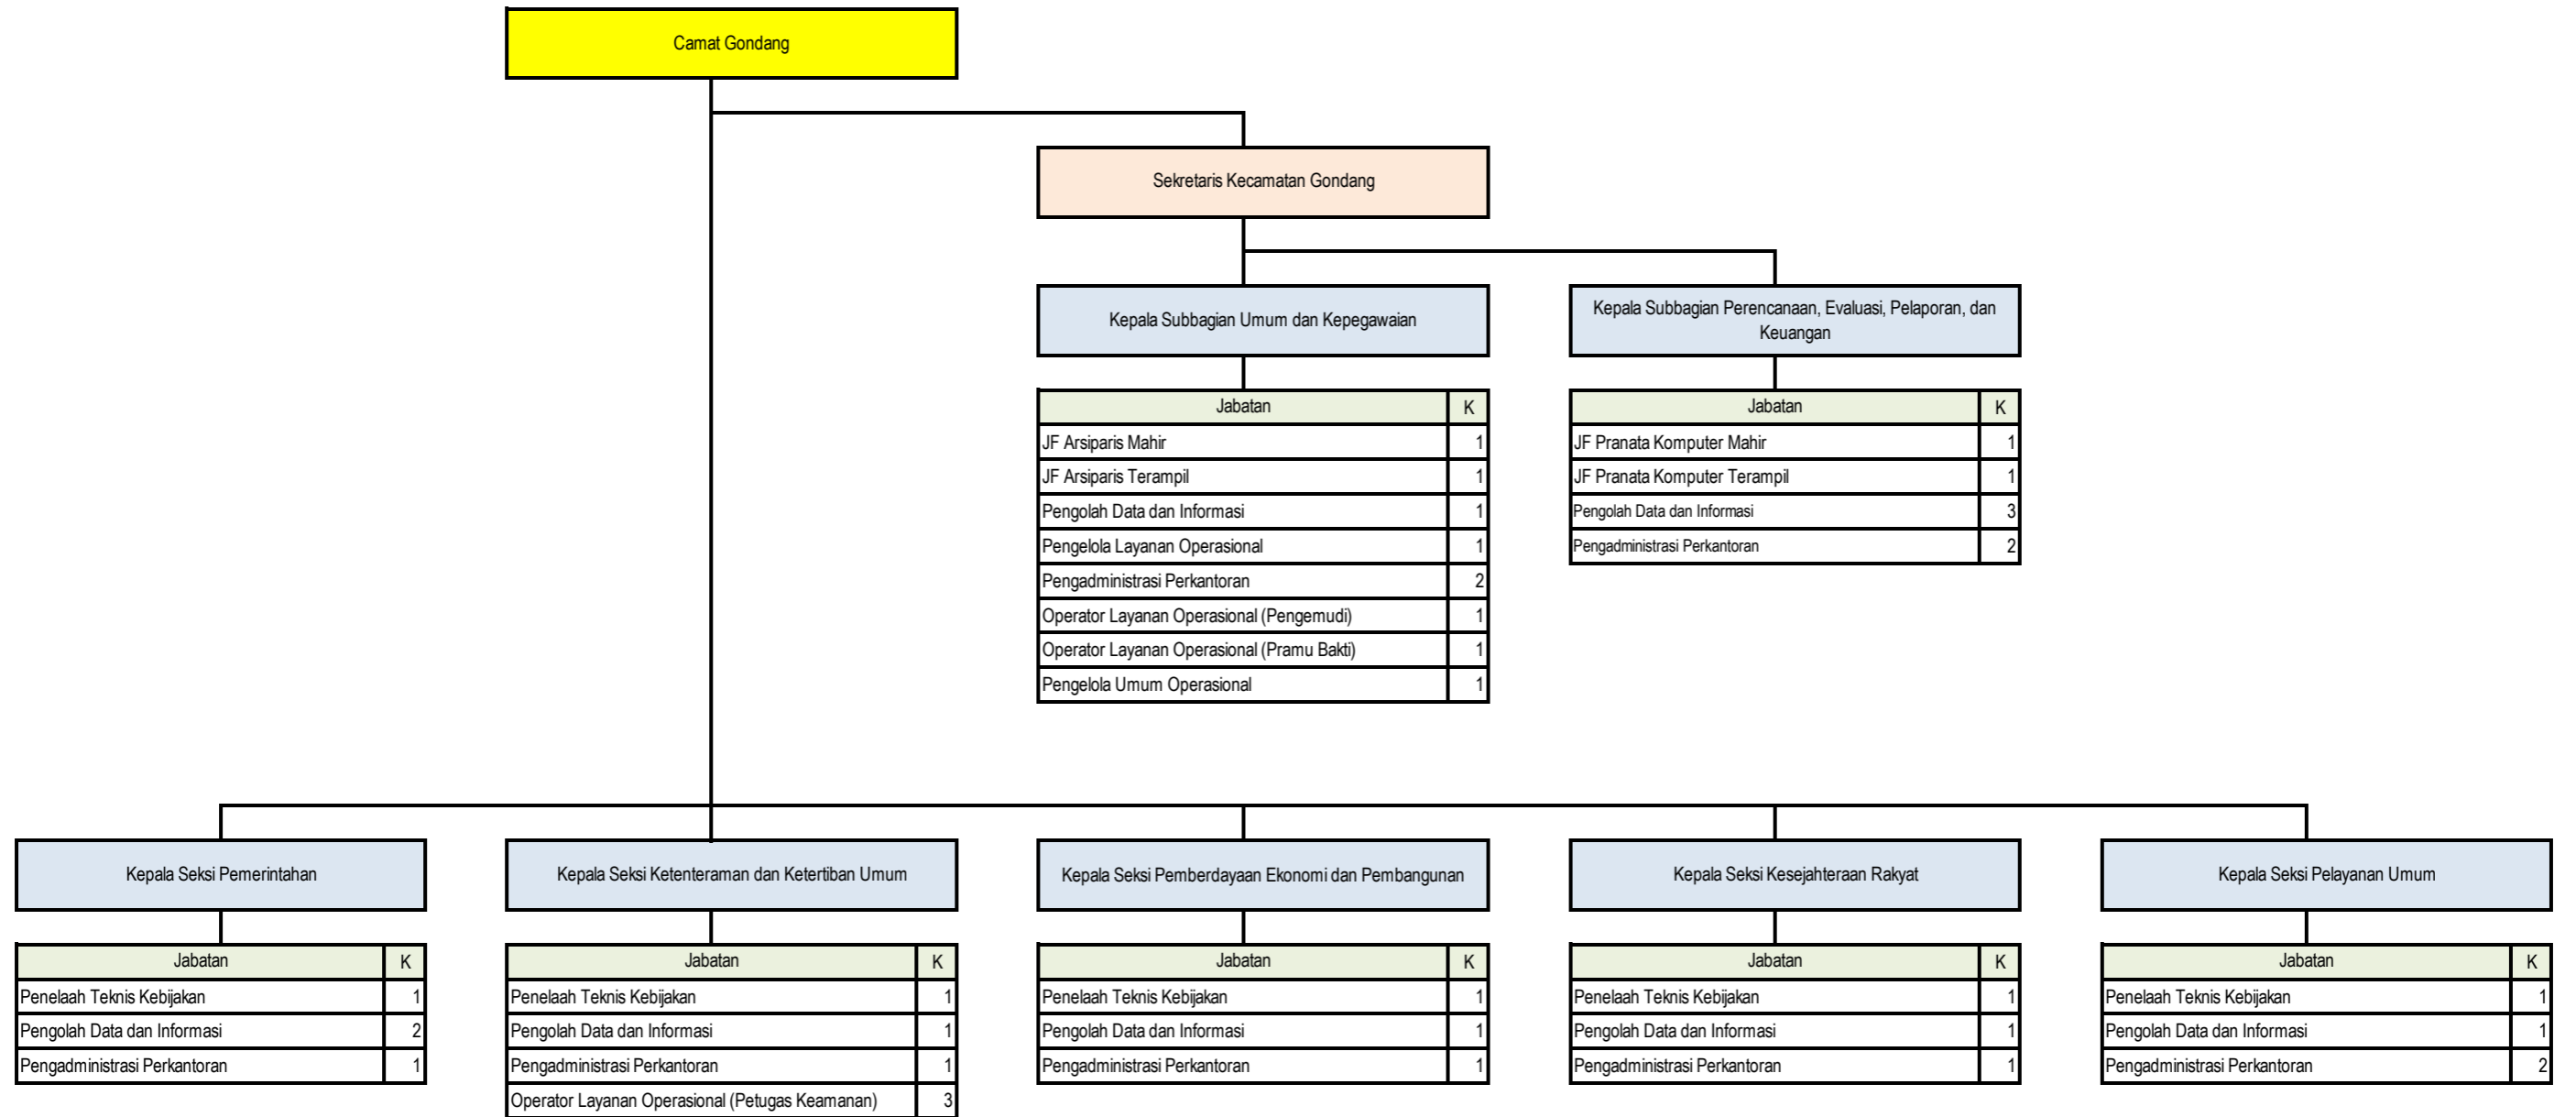 Camat Gondang
Sekretaris Kecamatan Gondang
Kepala Subbagian Umum dan Kepegawaian
Jabatan K
JF Arsiparis Mahir 1
JF Arsiparis Terampil 1
Pengolah Data dan Informasi 1
Pengelola Layanan Operasional 1
Pengadministrasi Perkantoran 2
Operator Layanan Operasional (Pengemudi) 1
Operator Layanan Operasional (Pramu Bakti) 1
Pengelola Umum Operasional 1
Kepala Subbagian Perencanaan, Evaluasi, Pelaporan, dan
Keuangan
Jabatan K
JF Pranata Komputer Mahir 1
JF Pranata Komputer Terampil 1
Pengolah Data dan Informasi 3
Pengadministrasi Perkantoran 2
Kepala Seksi Pemerintahan
Jabatan K
Penelaah Teknis Kebijakan 1
Pengolah Data dan Informasi 2
Pengadministrasi Perkantoran 1
Kepala Seksi Ketenteraman dan Ketertiban Umum
Jabatan K
Penelaah Teknis Kebijakan 1
Pengolah Data dan Informasi 1
Pengadministrasi Perkantoran 1
Operator Layanan Operasional (Petugas Keamanan) 3
Kepala Seksi Pemberdayaan Ekonomi dan Pembangunan
Jabatan K
Penelaah Teknis Kebijakan 1
Pengolah Data dan Informasi 1
Pengadministrasi Perkantoran 1
Kepala Seksi Kesejahteraan Rakyat
Jabatan K
Penelaah Teknis Kebijakan 1
Pengolah Data dan Informasi 1
Pengadministrasi Perkantoran 1
Kepala Seksi Pelayanan Umum
Jabatan K
Penelaah Teknis Kebijakan 1
Pengolah Data dan Informasi 1
Pengadministrasi Perkantoran 2